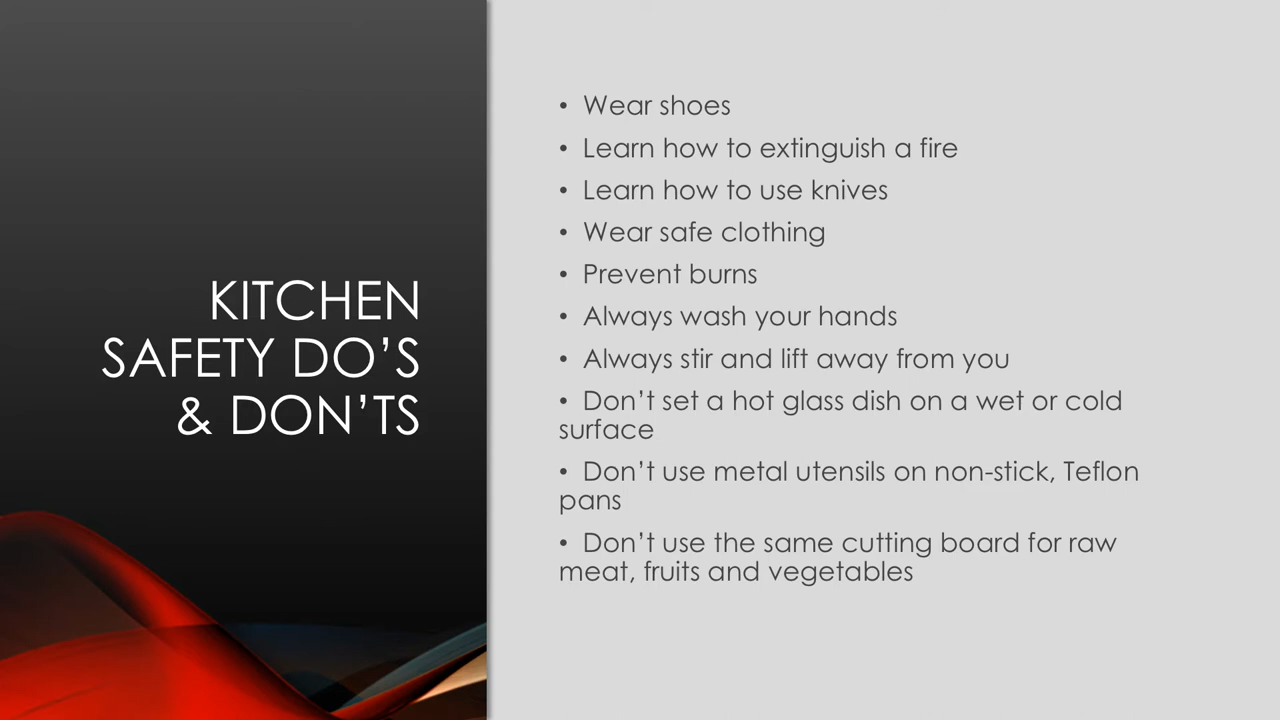 KITCHEN
SAFETY DO’S
& DON’TS
• Wear shoes
• Learn how to extinguish a fire
• Learn how to use knives
• Wear safe clothing
• Prevent burns
• Always wash your hands
• Always stir and lift away from you
• Don’t set a hot glass dish on a wet or cold
surface
• Don’t use metal utensils on non-stick, Teflon
pans
• Don’t use the same cutting board for raw
meat, fruits and vegetables